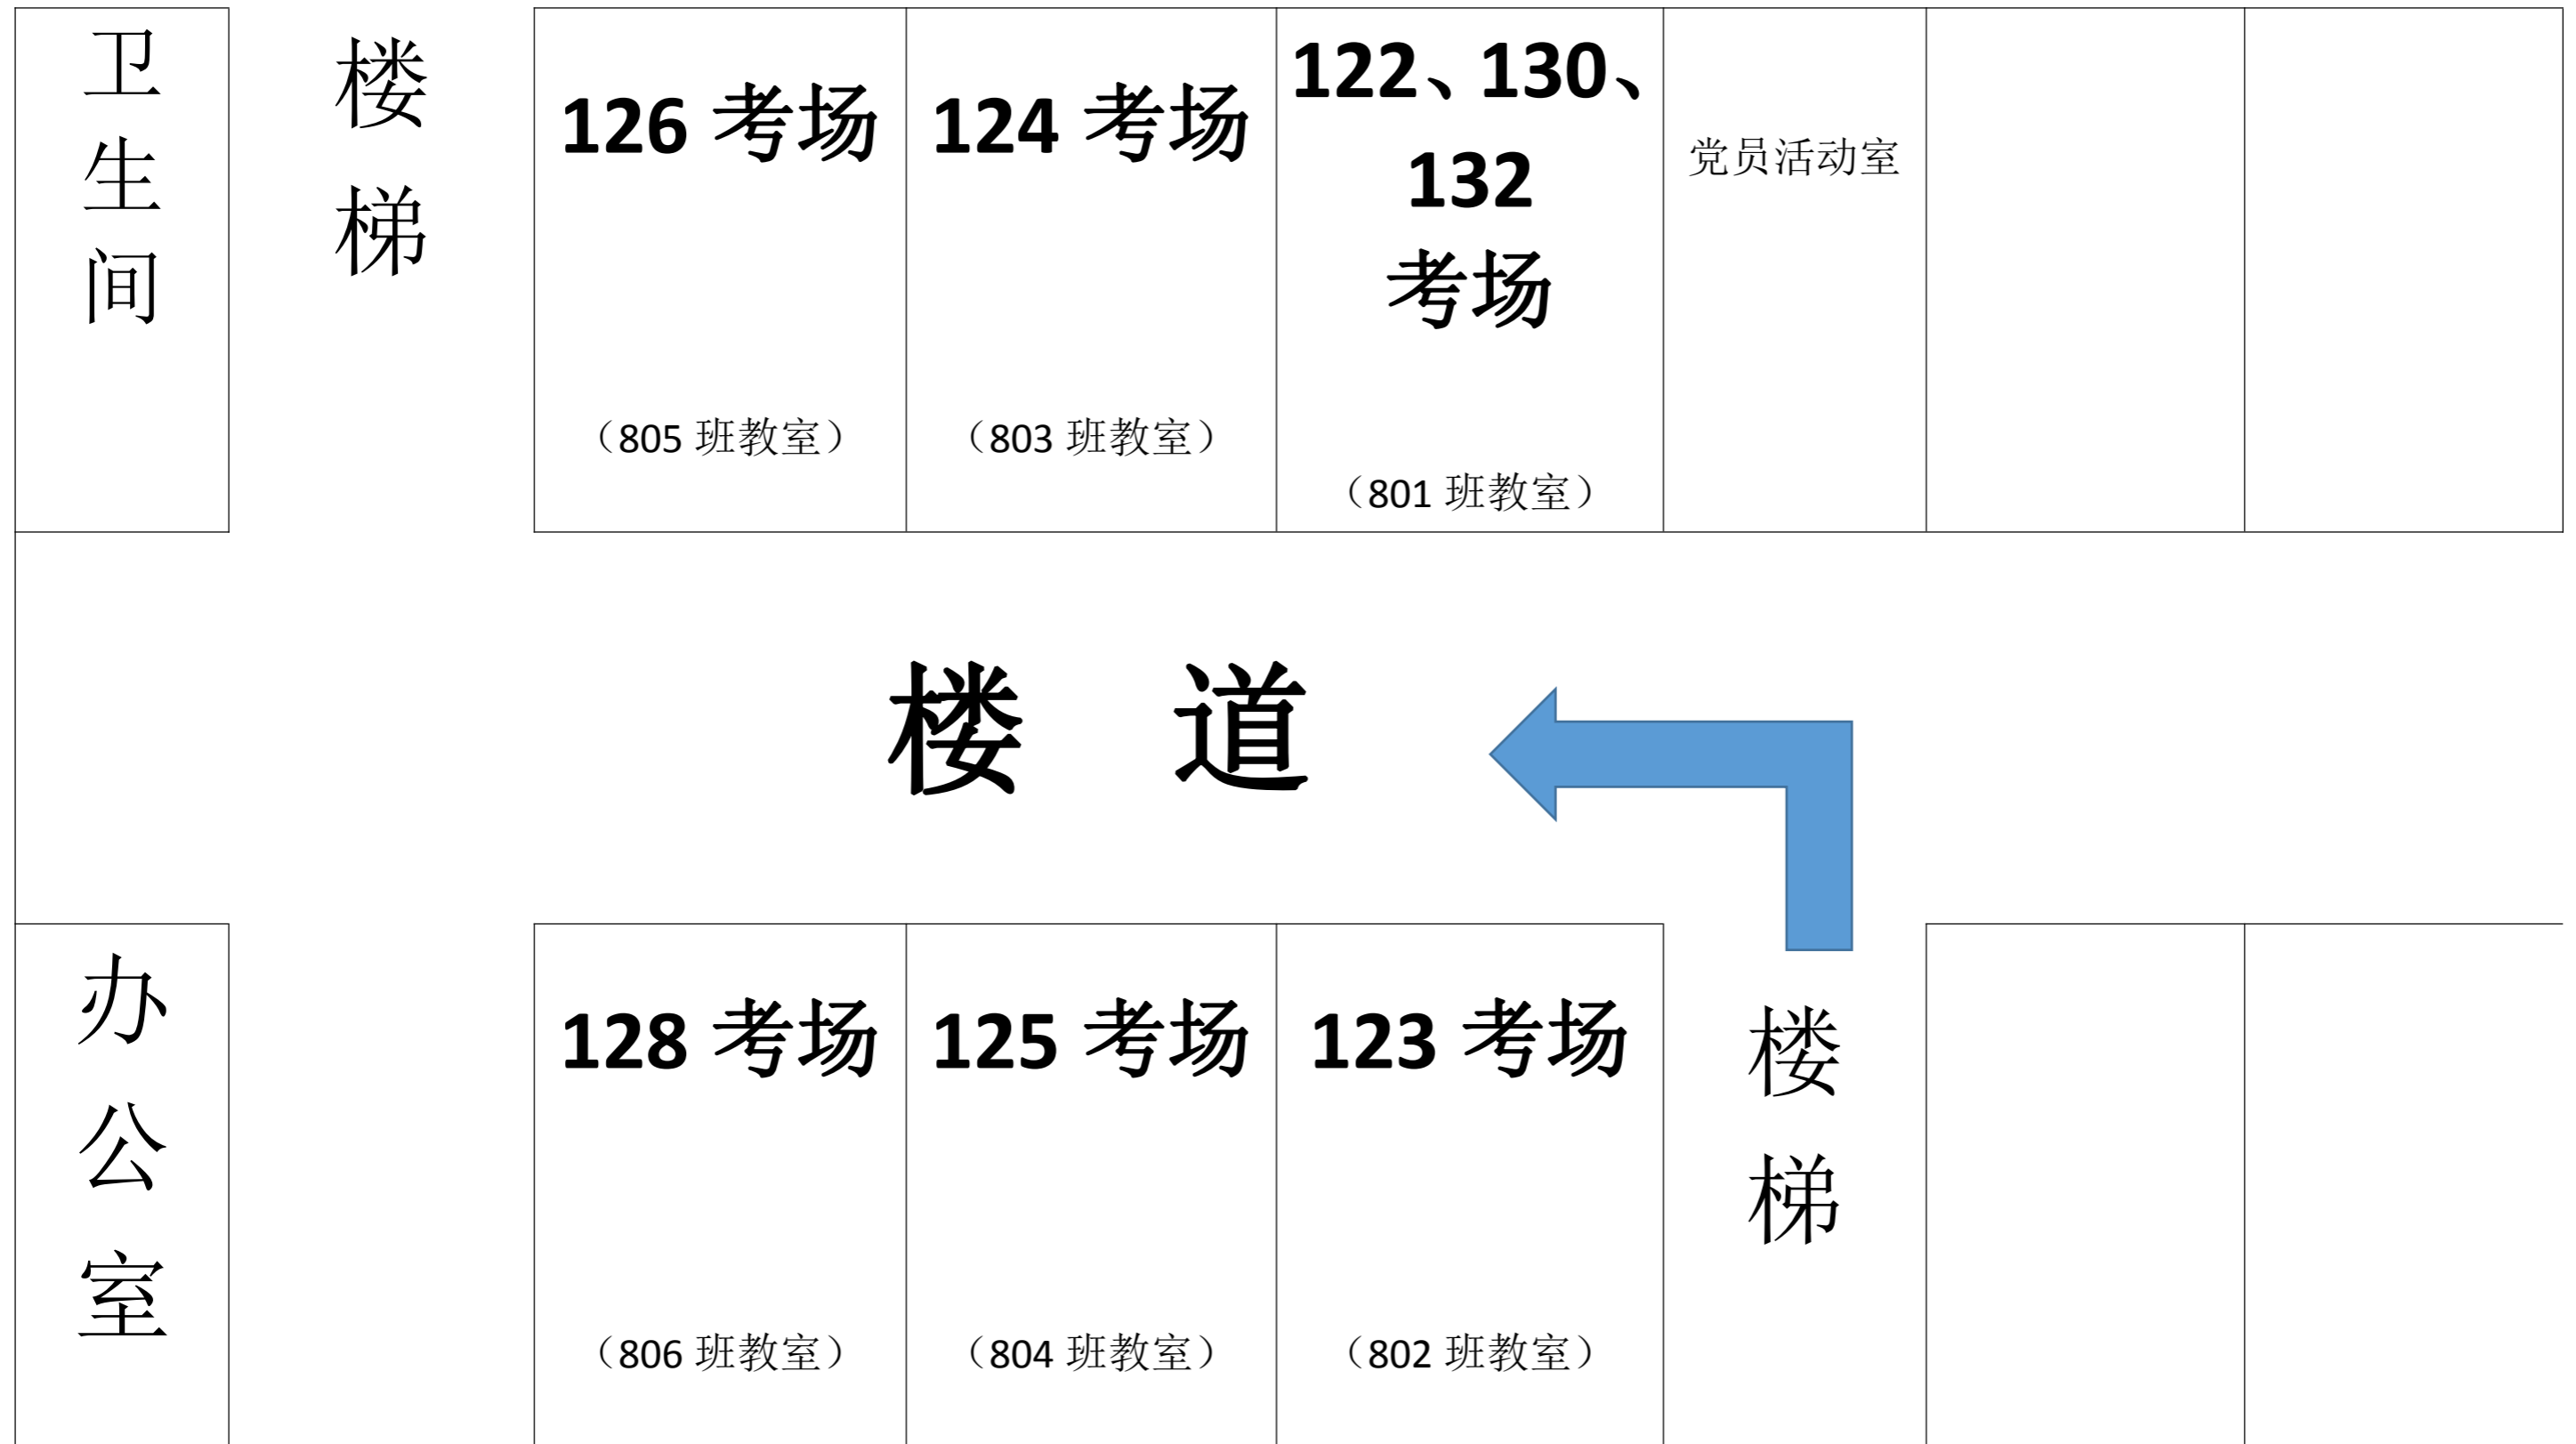 卫生间
楼梯
126 考场
（805 班教室）
124 考场
（803 班教室）
122、130、
132
考场
（801 班教室）
党员活动室
楼 道
办公室
128 考场
（806 班教室）
125 考场
（804 班教室）
123 考场
（802 班教室）
楼梯